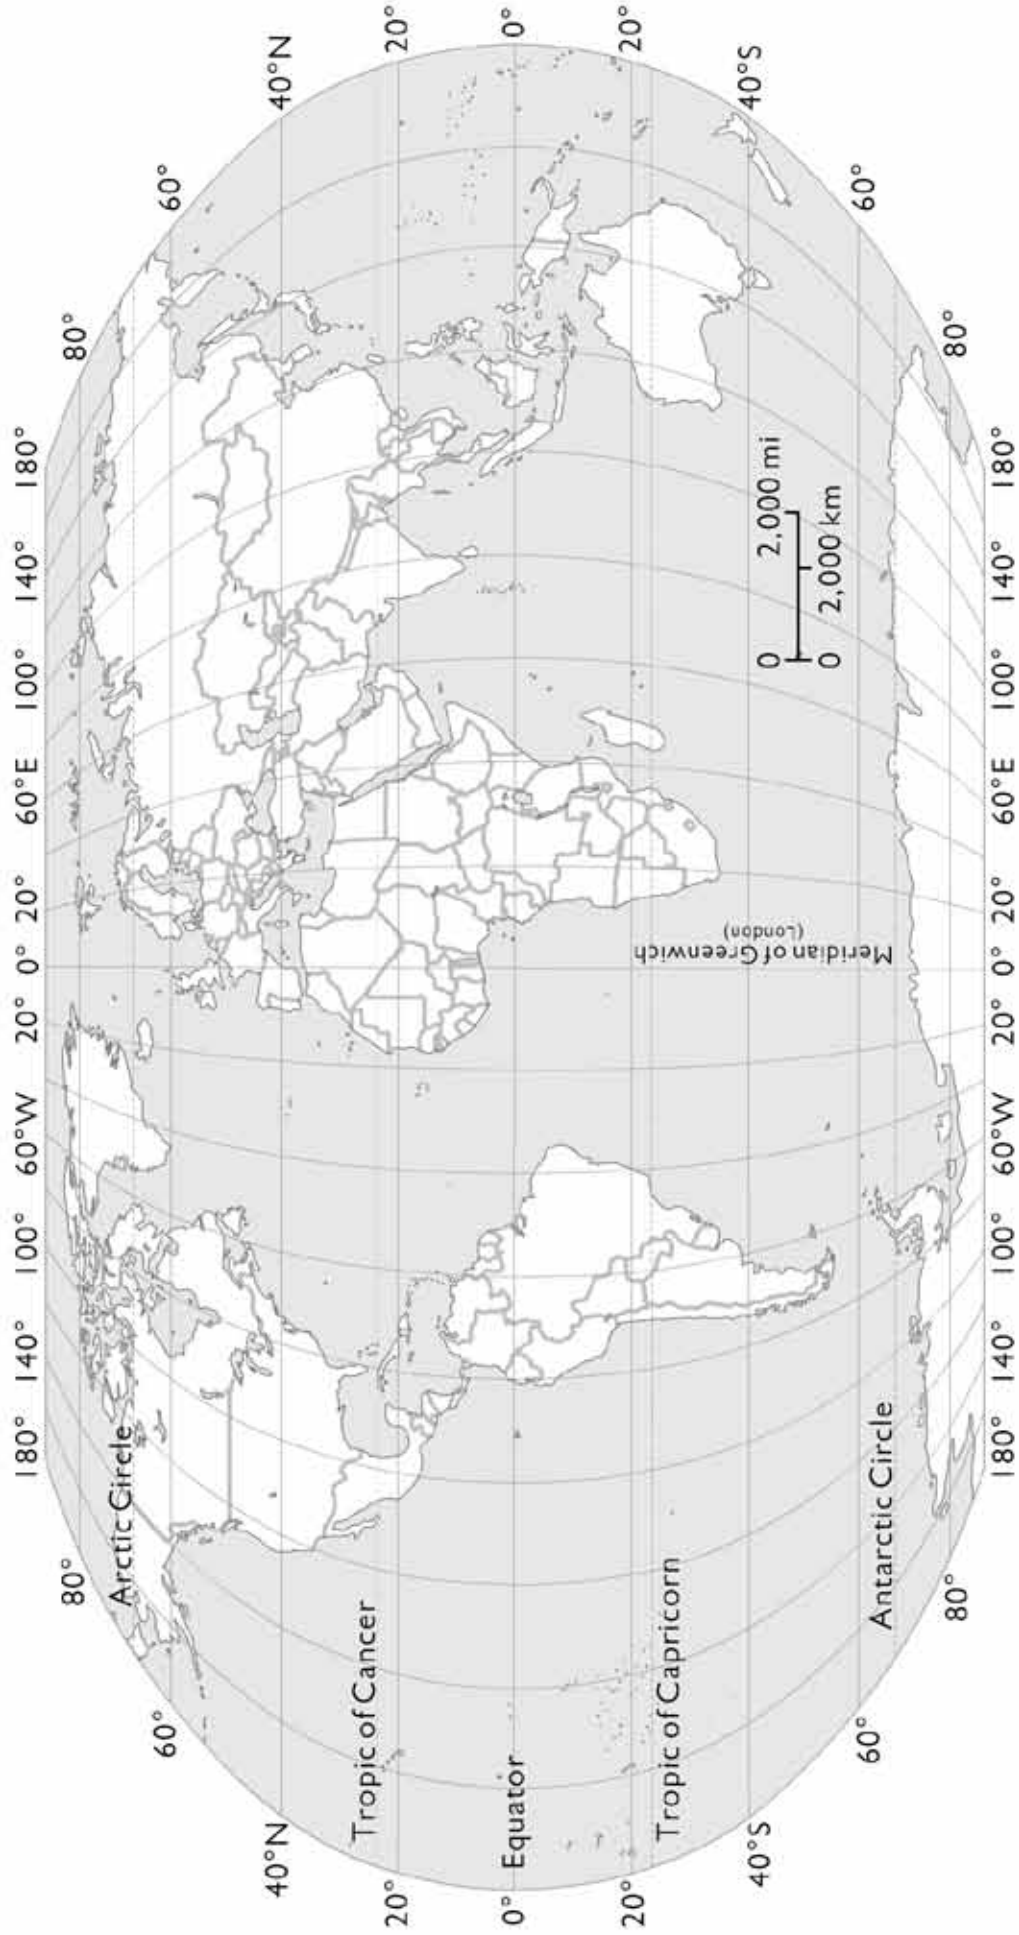 180° 140° 100° 60°W 20° 0° 20° 60°E 100° 140° 180°
80° 80°
Arctic Circle
60° 60°
40°N 40°N
Tropic of Cancer
20° 20°
0° Equator 0°
20° 20°
Tropic of Capricorn
40°S 40°S
Meridian of Greenwich
(London)
0 2,000 mi
0 2,000 km
60° 60°
Antarctic Circle
80° 80°
180° 140° 100° 60°W 20° 0° 20° 60°E 100° 140° 180°